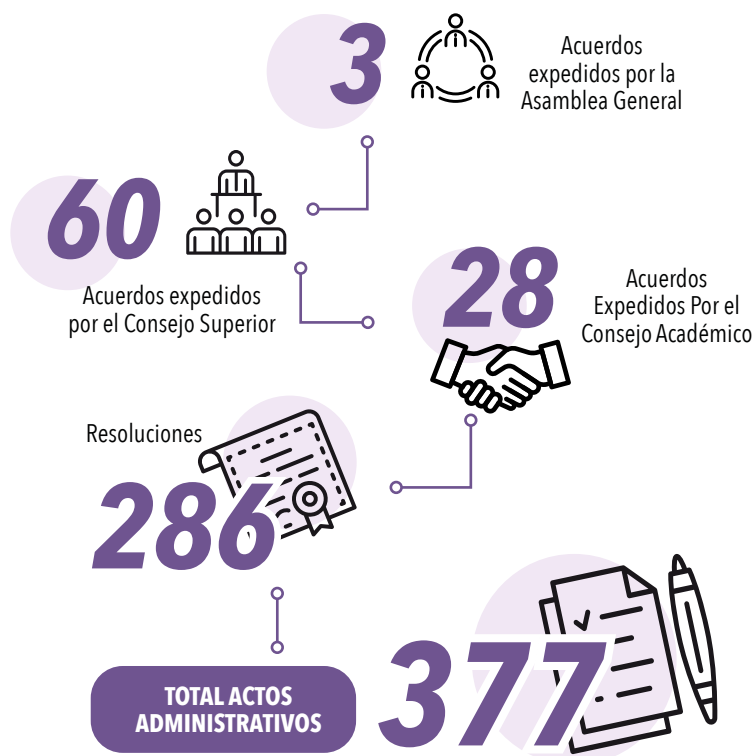 3
Acuerdos
expedidos por la
Asamblea General
60
Acuerdos expedidos
por el Consejo Superior
28
Acuerdos
Expedidos Por el
Consejo Académico
Resoluciones
286
TOTAL ACTOS
ADMINISTRATIVOS
377